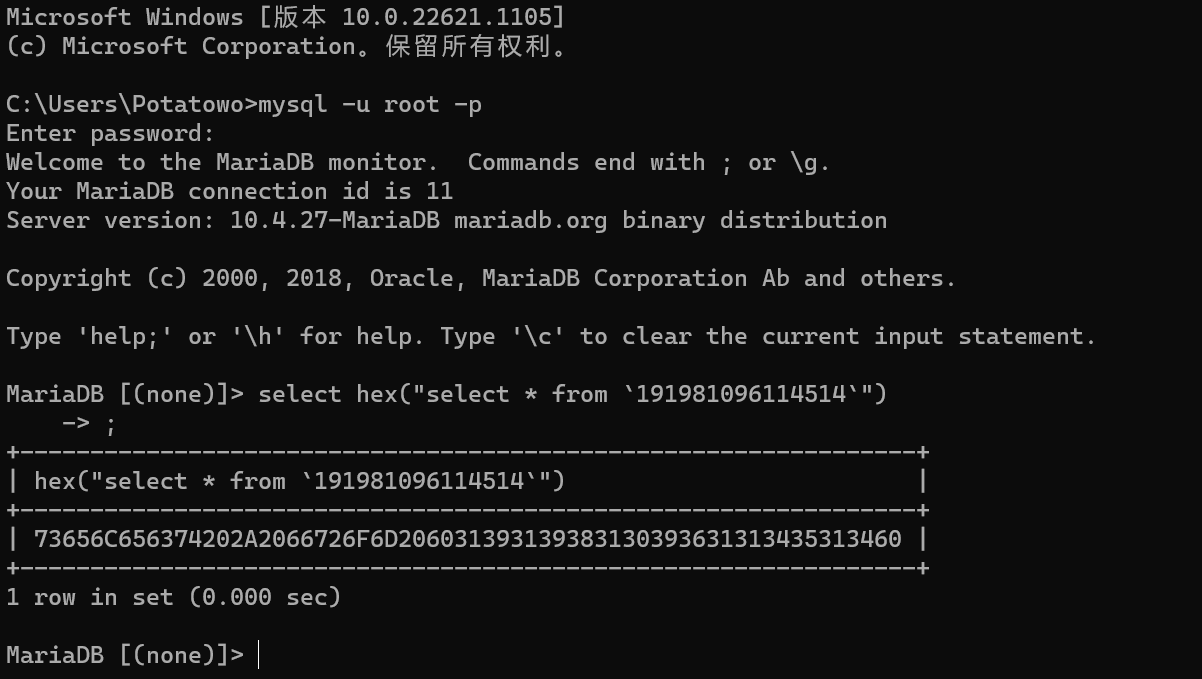 Microsoft Windows [版本 10.0.22621.1105]
(c) Microsoft Corporation。保留所有权利。
C:\Users\Potatowo>mysql -u root -p
Enter password:
Welcome to the MariaDB monitor.  Commands end with ; or \g.
Your MariaDB connection id is 11
Server version: 10.4.27-MariaDB mariadb.org binary distribution
Copyright (c) 2000, 2018, Oracle, MariaDB Corporation Ab and others.
Type 'help;' or '\h' for help. Type '\c' to clear the current input statement.
MariaDB [(none)]> select hex("select * from `191981096114514`")
    -> ;
+----------------------------------------------------------------+
| hex("select * from `191981096114514`")                         |
+----------------------------------------------------------------+
| 73656C656374202A2066726F6D206031393139383130393631313435313460 |
+----------------------------------------------------------------+
1 row in set (0.000 sec)
MariaDB [(none)]>